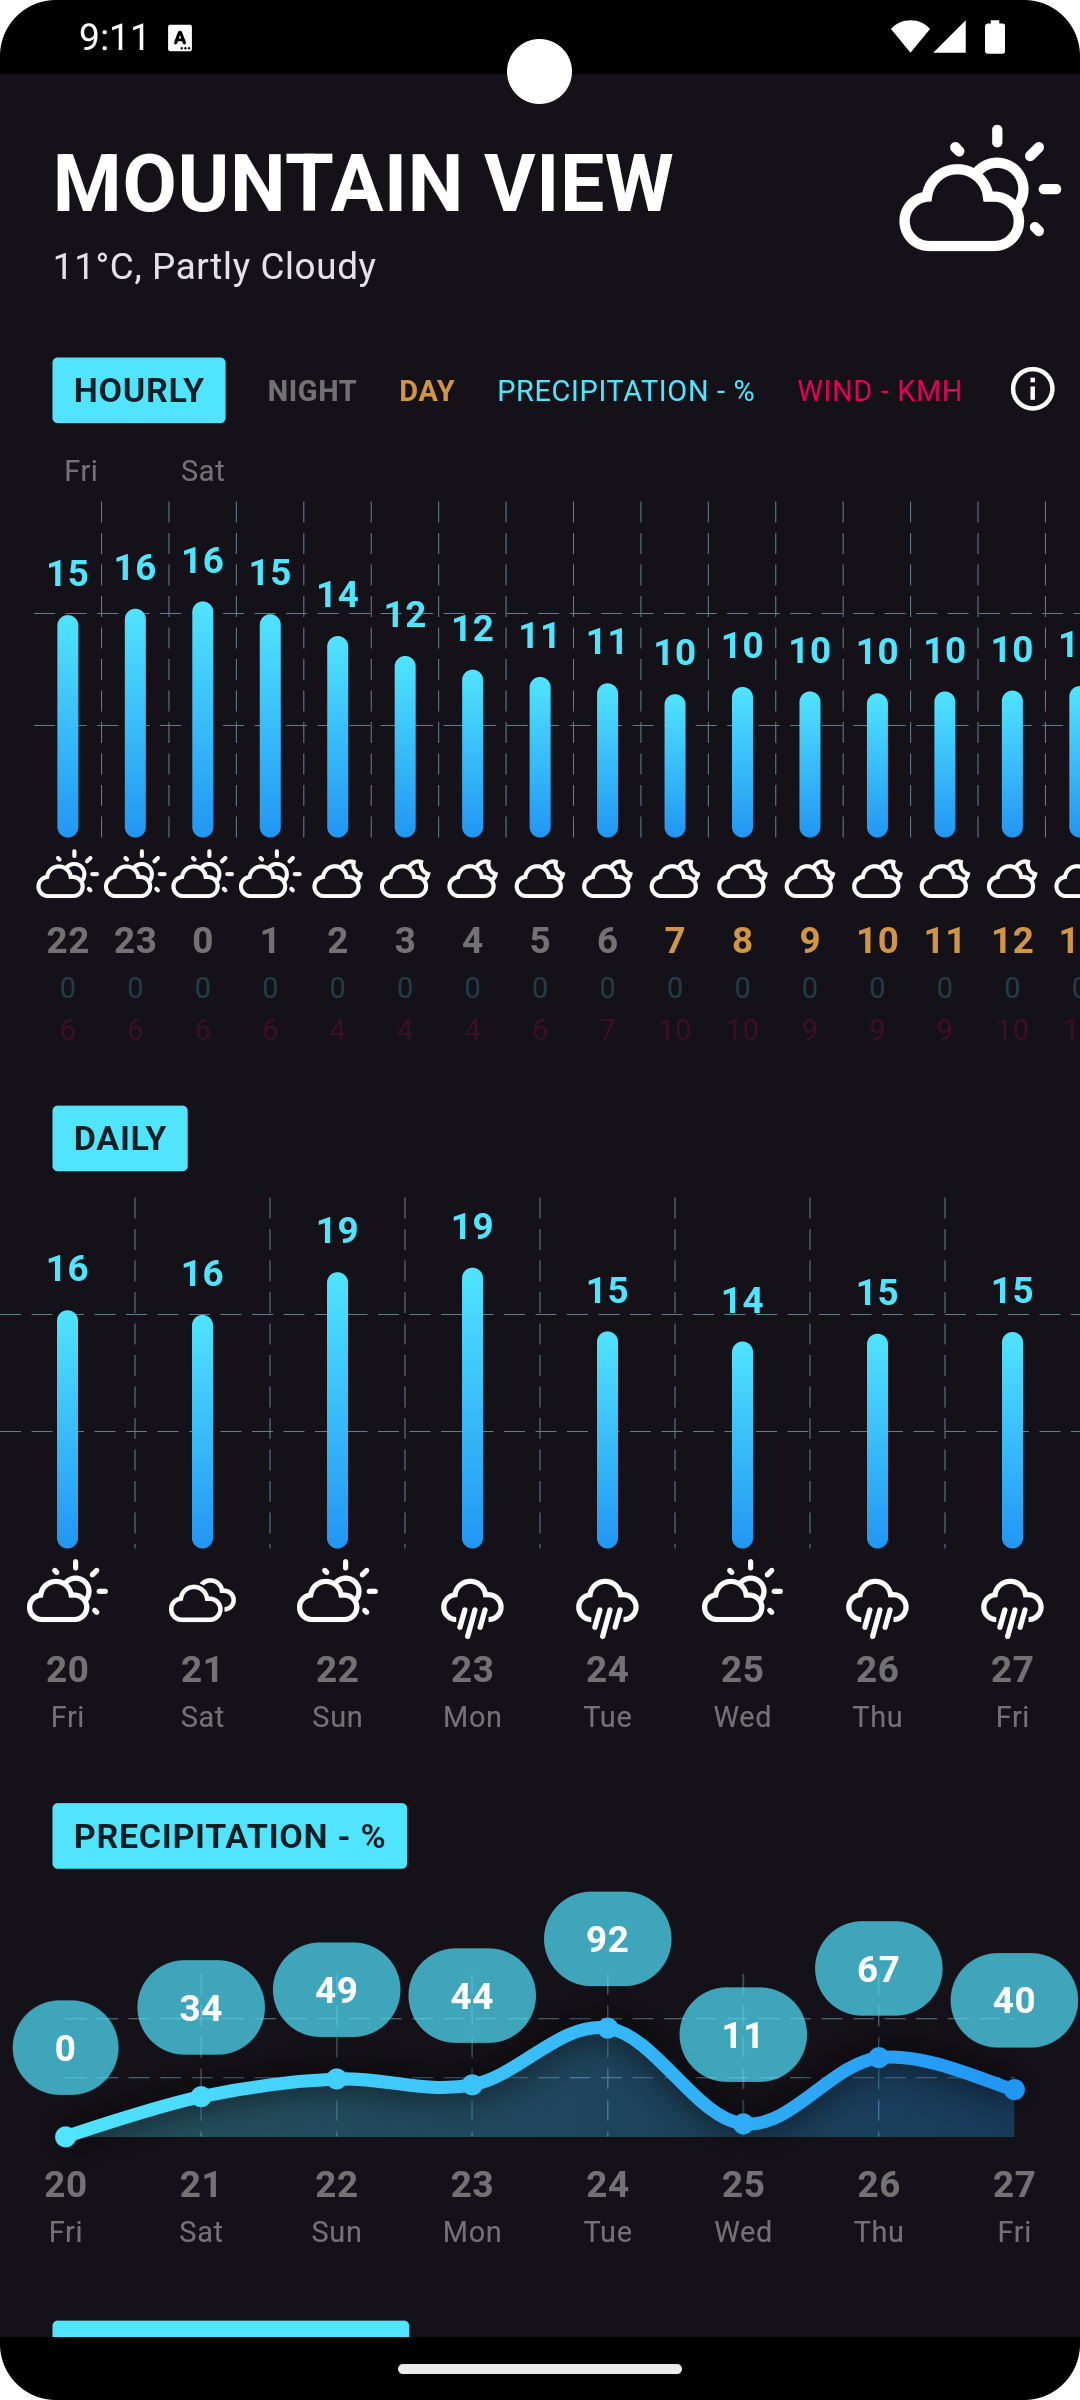 9:11
MOUNTAIN VIEW
11°C, Partly Cloudy
HOURLY NIGHT DAY PRECIPITATION - % WIND - KMH
Fri Sat
15 16 16 15 14 12 12 11 11 10 10 10 10 10 10 1
22 23 0 1 2 3 4 5 6 7 8 9 10 11 12 1
0 0 0 0 0 0 0 0 0 0 0 0 0 0 0 0
6 6 6 6 4 4 4 6 7 10 10 9 9 9 10 1
DAILY
16 16 19 19 15 14 15 15
20 21 22 23 24 25 26 27
Fri Sat Sun Mon Tue Wed Thu Fri
PRECIPITATION - %
0 34 49 44 92 11 67 40
20 21 22 23 24 25 26 27
Fri Sat Sun Mon Tue Wed Thu Fri